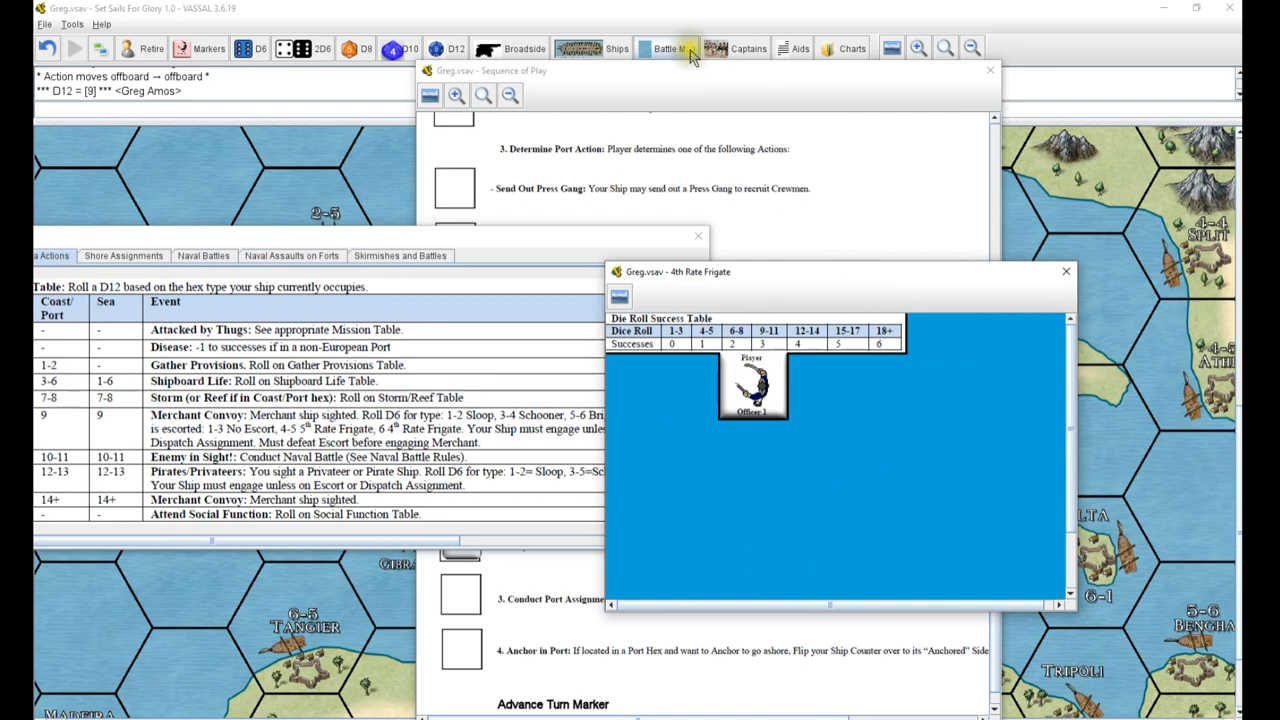 Greg.vsav - Set Sails For Glory 1.0 - VASSAL 3.6.19
File Tools Help
Retire Markers D6 2D6 D8 D10 D12 Broadside Ships Battle Captains Aids Charts
* Action moves offboard → offboard *
*** D12 = [9] *** <Greg Amos>
Greg.vsav - Sequence of Play
3. Determine Port Action: Player determines one of the following Actions:
- Send Out Press Gang: Your Ship may send out a Press Gang to recruit Crewmen.
2-5
4-4
SPLIT
Actions Shore Assignments Naval Battles Naval Assaults on Forts Skirmishes and Battles
Table: Roll a D12 based on the hex type your ship currently occupies.
Coast/ Sea Event
Port
- - Attacked by Thugs: See appropriate Mission Table.
- - Disease: -1 to successes if in a non-European Port
1-2 - Gather Provisions. Roll on Gather Provisions Table.
3-6 1-6 Shipboard Life: Roll on Shipboard Life Table.
7-8 7-8 Storm (or Reef if in Coast/Port hex): Roll on Storm/Reef Table
9 9 Merchant Convoy: Merchant ship sighted. Roll D6 for type: 1-2 Sloop, 3-4 Schooner, 5-6 Bri
is escorted: 1-3 No Escort, 4-5 5th Rate Frigate, 6 4th Rate Frigate. Your Ship must engage unles
Dispatch Assignment. Must defeat Escort before engaging Merchant.
10-11 10-11 Enemy in Sight!: Conduct Naval Battle (See Naval Battle Rules).
12-13 12-13 Pirates/Privateers: You sight a Privateer or Pirate Ship. Roll D6 for type: 1-2= Sloop, 3-5=Sc
Your Ship must engage unless on Escort or Dispatch Assignment.
14+ 14+ Merchant Convoy: Merchant ship sighted.
- - Attend Social Function: Roll on Social Function Table.
Greg.vsav - 4th Rate Frigate
Die Roll Success Table
Dice Roll 1-3 4-5 6-8 9-11 12-14 15-17 18+
Successes 0 1 2 3 4 5 6
Player
Officer 1
4-5
ATH
LTA
6-1
GIBRA
3. Conduct Port Assignme
6-5
TANGIER
5-6
BENGHA
4. Anchor in Port: If located in a Port Hex and want to Anchor to go ashore, Flip your Ship Counter over to its "Anchored" Side
TRIPOLI
Advance Turn Marker
MADEIRA